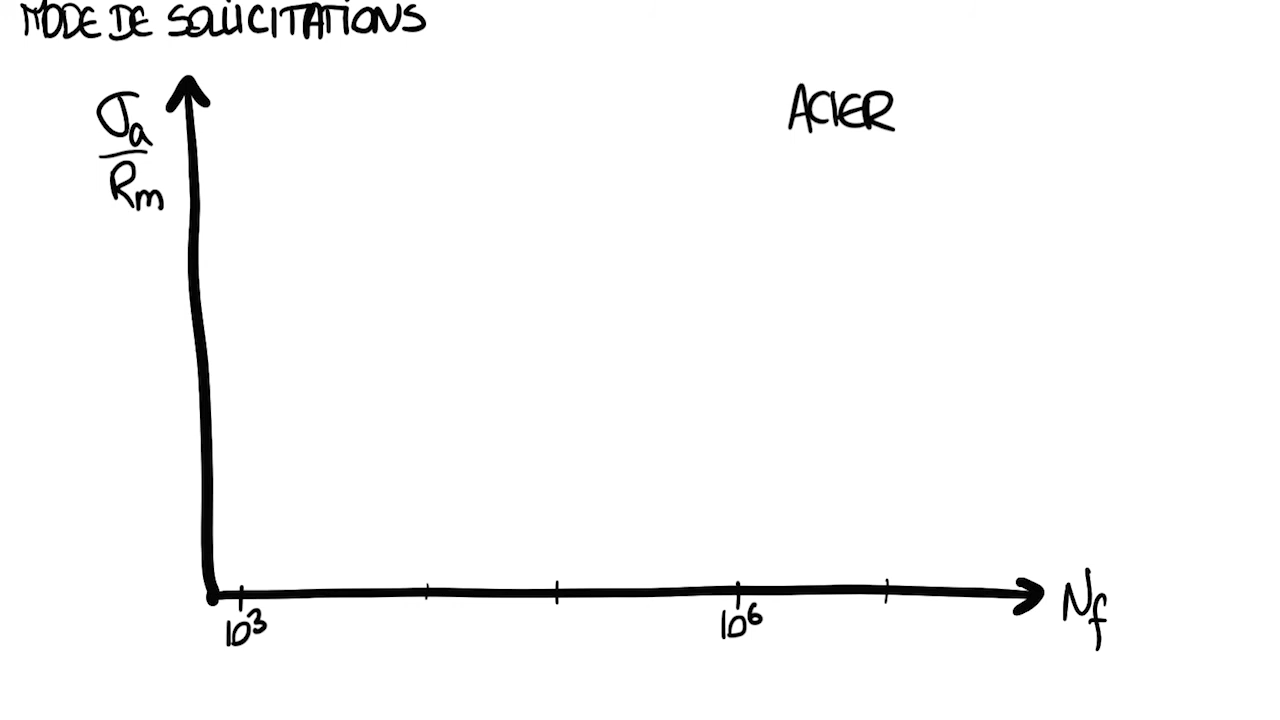 MODE DE SOLLICITATIONS
σa
Rm
ACIER
10³
10⁶
Nf